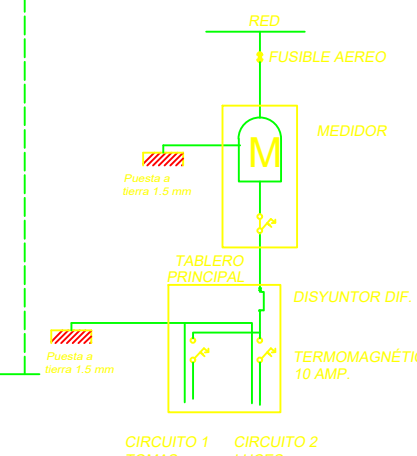 RED
FUSIBLE AEREO
MEDIDOR
M
Puesta a
tierra 1.5 mm
TABLERO
PRINCIPAL
DISYUNTOR DIF.
Puesta a
tierra 1.5 mm
TERMOMAGNÉTIC
10 AMP.
CIRCUITO 1
CIRCUITO 2